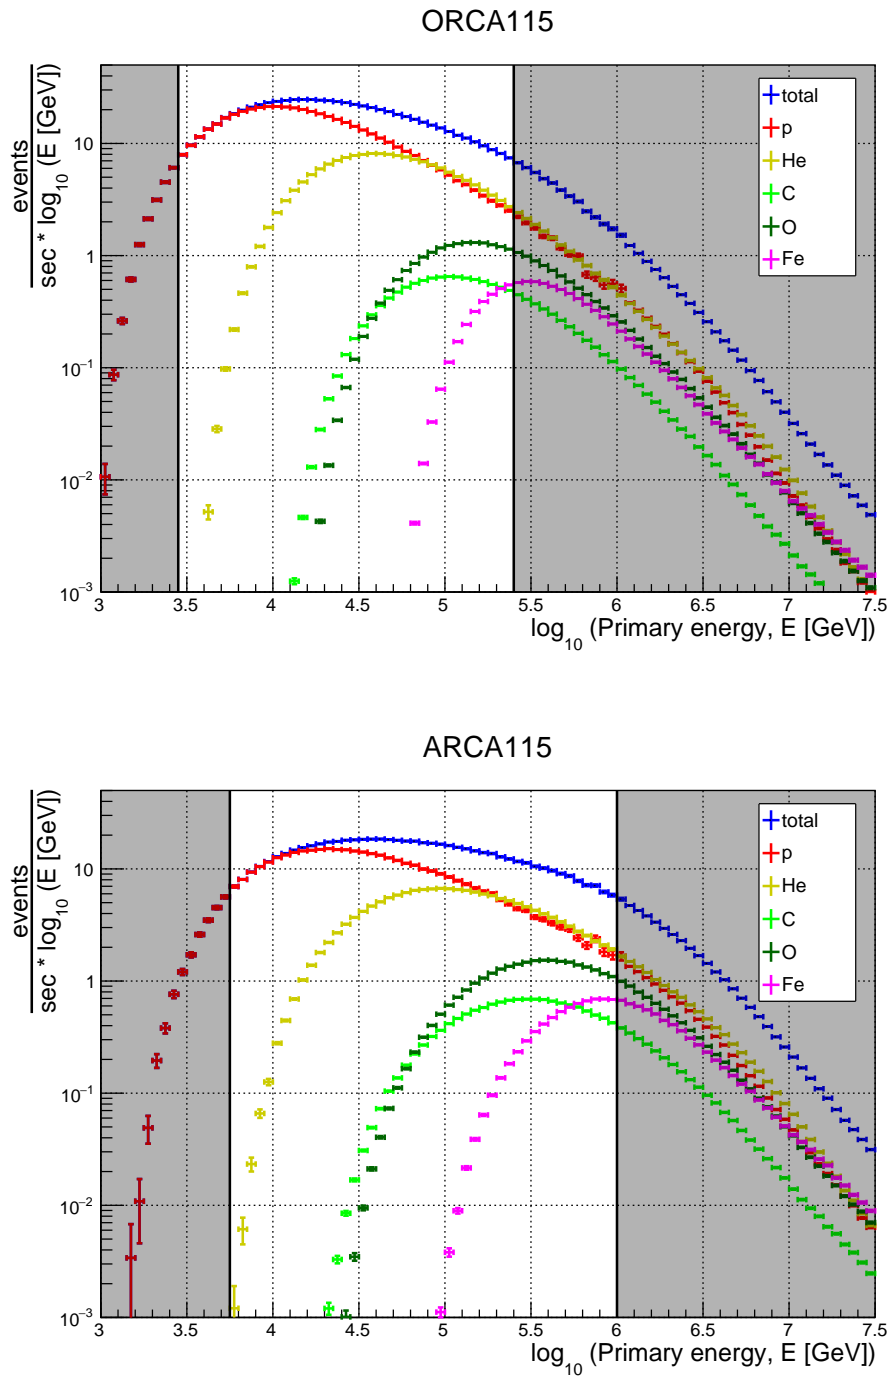 ORCA115
events
sec * log10 (E [GeV])
10
1
10−1
10−2
10−3
total
p
He
C
O
Fe
3 3.5 4 4.5 5 5.5 6 6.5 7 7.5
log10 (Primary energy, E [GeV])
ARCA115
events
sec * log10 (E [GeV])
10
1
10−1
10−2
10−3
total
p
He
C
O
Fe
3 3.5 4 4.5 5 5.5 6 6.5 7 7.5
log10 (Primary energy, E [GeV])